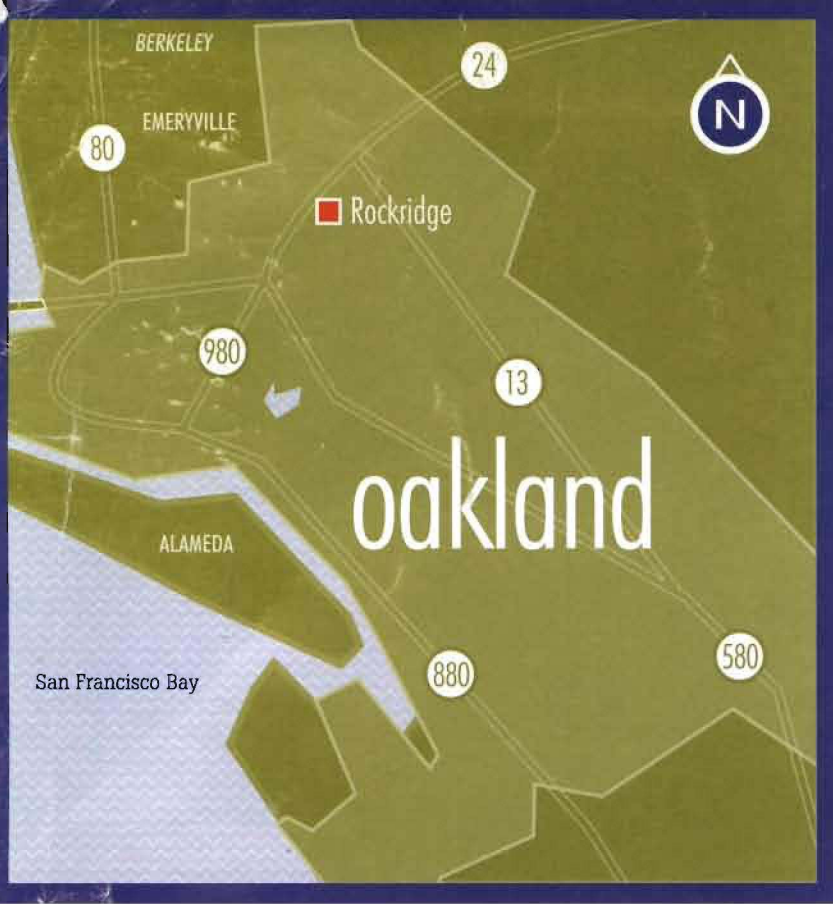 BERKELEY
24
N
EMERYVILLE
80
Rockridge
980
13
oakland
ALAMEDA
580
San Francisco Bay
880